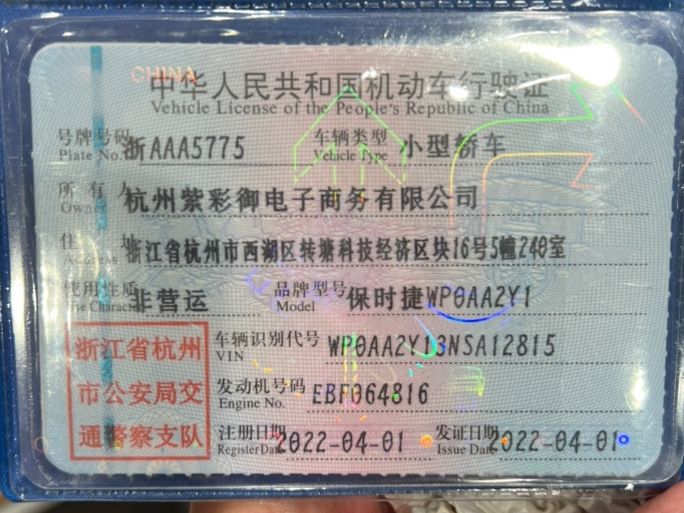 CHINA
中华人民共和国机动车行驶证
Vehicle License of the People's Republic of China
号牌号码 浙AAA5775 车辆类型 小型轿车
Plate No. Vehicle Type
所有人 杭州紫彩御电子商务有限公司
Owner
住址 浙江省杭州市西湖区转塘科技经济区块16号5幢240室
Address
使用性质 非营运 品牌型号 保时捷WP0AA2Y1
Use Character Model
浙江省杭州
市公安局交
通警察支队
车辆识别代号 WP0AA2Y13NSA12815
VIN
发动机号码 EBF064816
Engine No.
注册日期 2022-04-01 发证日期 2022-04-01
Register Date Issue Date